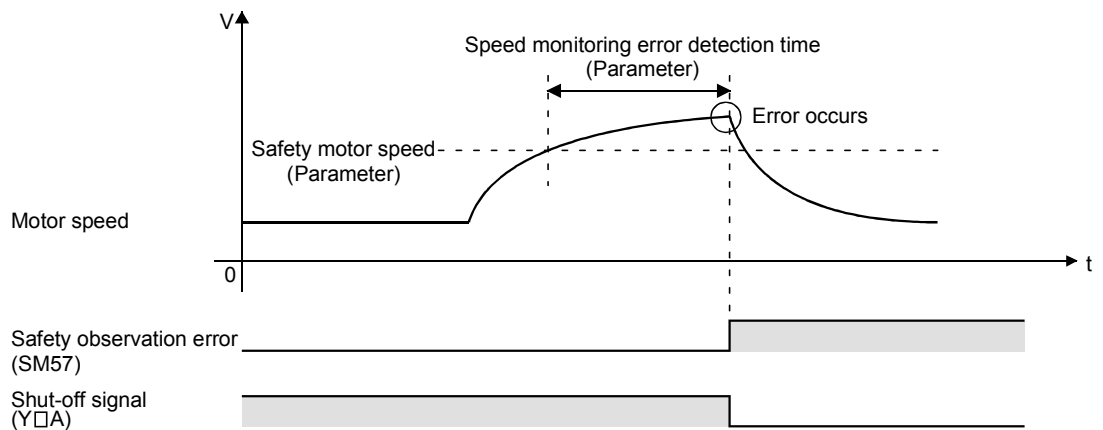 V
Speed monitoring error detection time
(Parameter)
Error occurs
Safety motor speed
(Parameter)
Motor speed
0
t
Safety observation error
(SM57)
Shut-off signal
(Y□A)